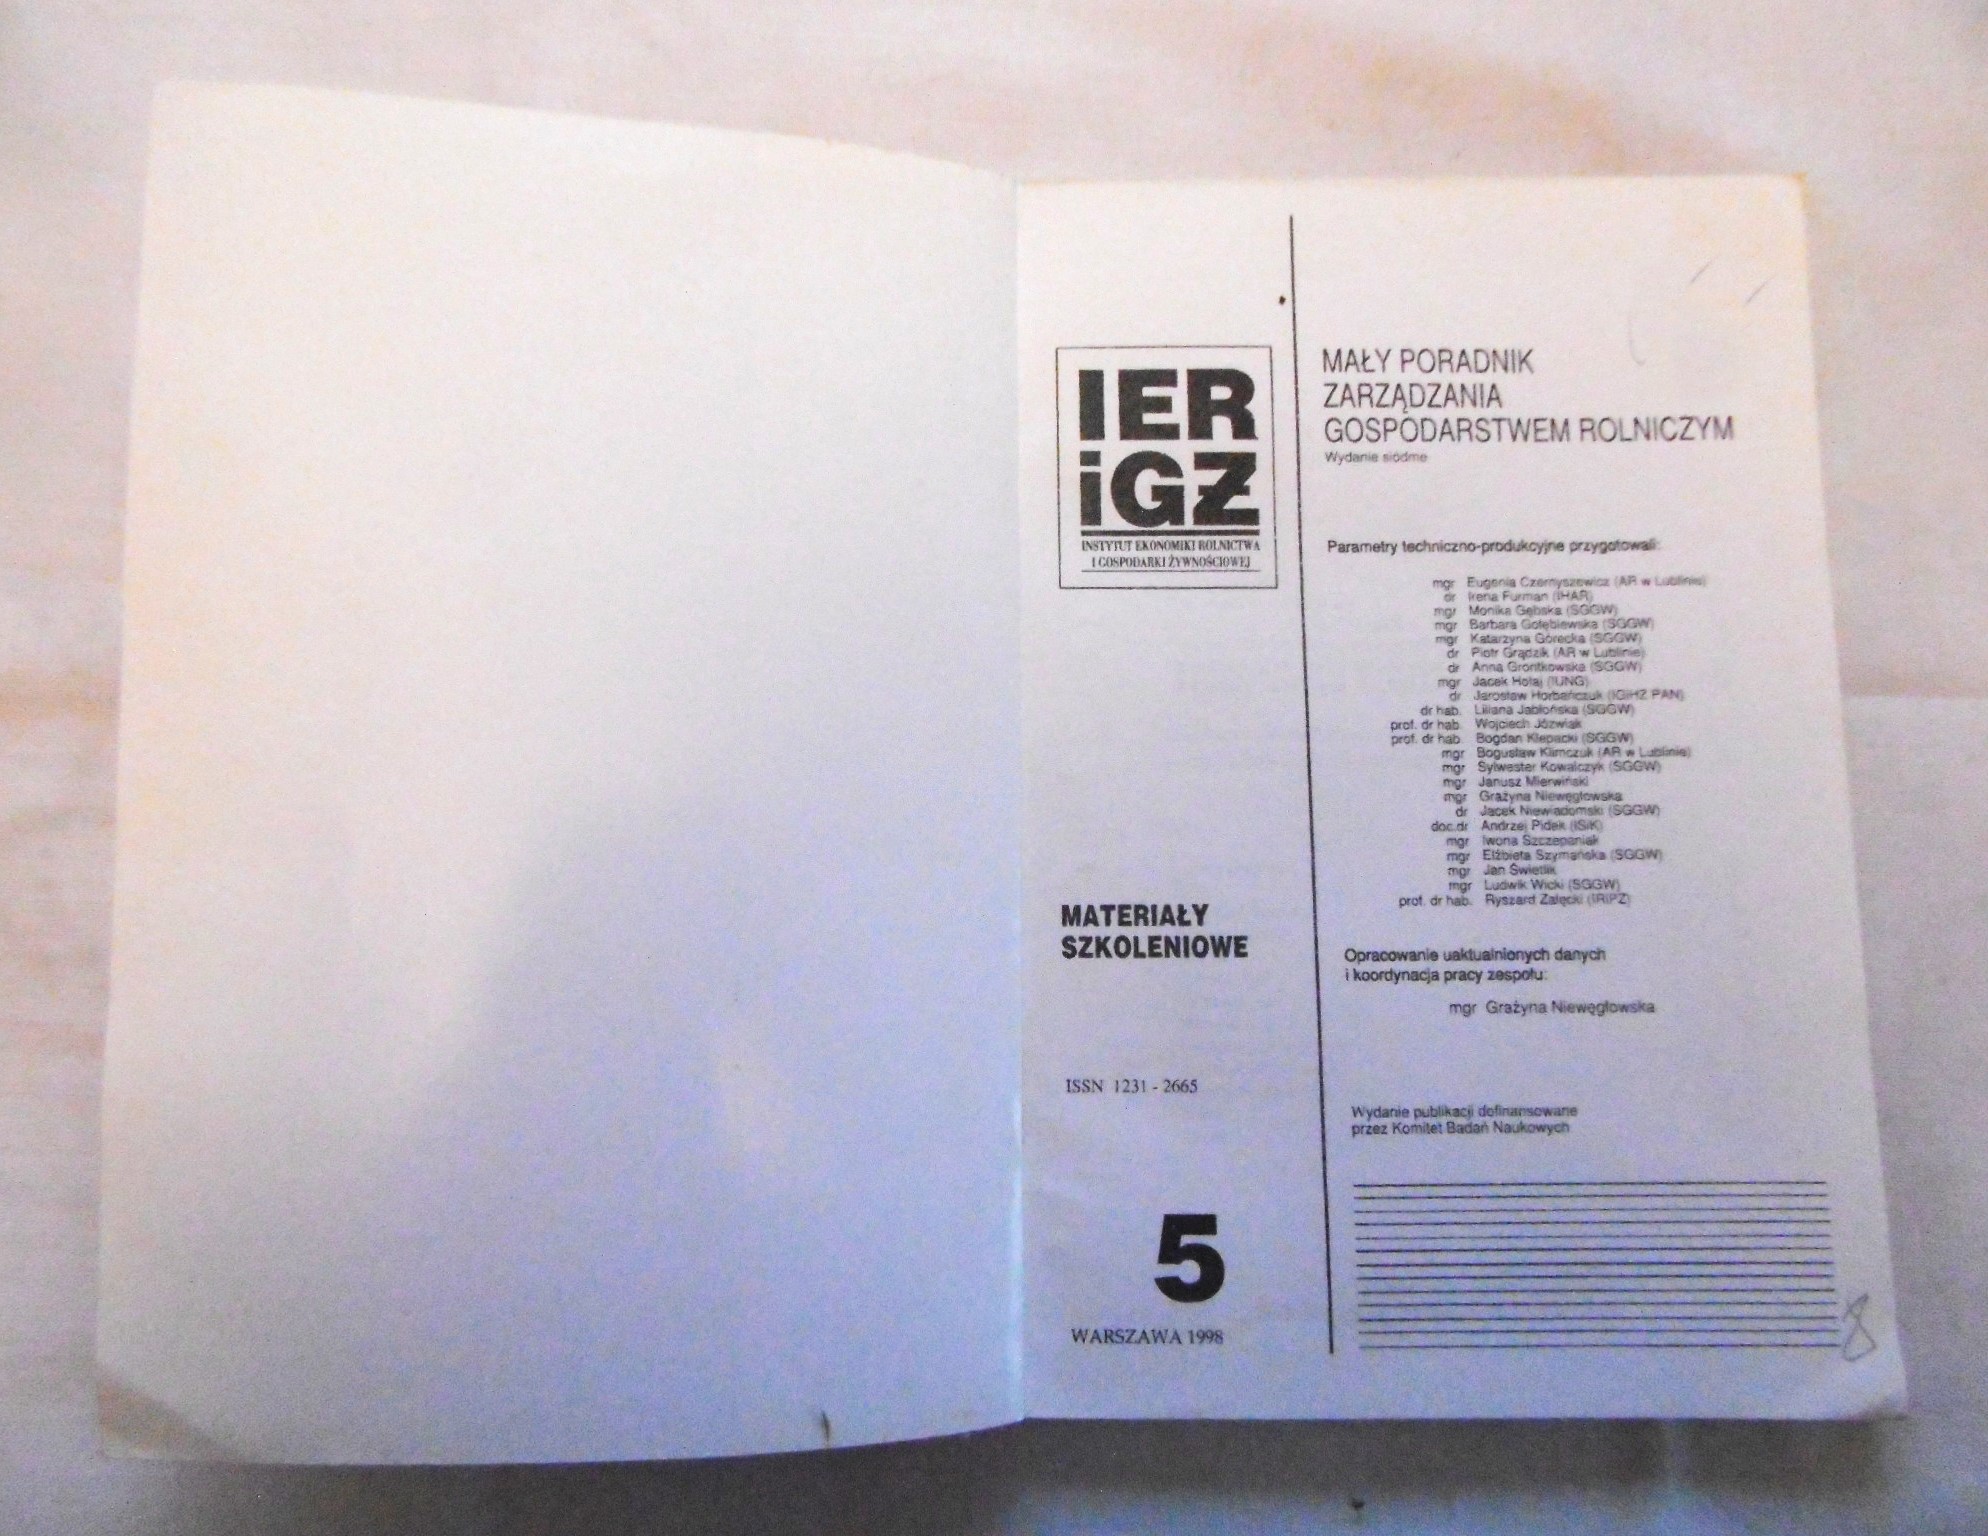 IER
iGŻ
INSTYTUT EKONOMIKI ROLNICTWA
I GOSPODARKI ŻYWNOŚCIOWEJ
MATERIAŁY
SZKOLENIOWE
ISSN 1231 - 2665
5
WARSZAWA 1998
MAŁY PORADNIK
ZARZĄDZANIA
GOSPODARSTWEM ROLNICZYM
Wydanie siódme
Parametry techniczno-produkcyjne przygotowali:
mgr Eugenia Czernyszewicz (AR w Lublinie)
dr Irena Furman (IHAR)
mgr Monika Gębska (SGGW)
mgr Barbara Gołębiewska (SGGW)
mgr Katarzyna Górecka (SGGW)
dr Piotr Grądzik (AR w Lublinie)
dr Anna Grontkowska (SGGW)
mgr Jacek Hołaj (IUNG)
dr Jarosław Horbańczuk (IGiHZ PAN)
dr hab. Liliana Jabłońska (SGGW)
prof. dr hab. Wojciech Józwiak
prof. dr hab. Bogdan Klepacki (SGGW)
mgr Bogusław Klimczuk (AR w Lublinie)
mgr Sylwester Kowalczyk (SGGW)
mgr Janusz Mierwiński
mgr Grażyna Niewęgłowska
dr Jacek Niewiadomski (SGGW)
doc.dr Andrzej Pidek (ISiK)
mgr Iwona Szczepaniak
mgr Elżbieta Szymańska (SGGW)
mgr Jan Świetlik
mgr Ludwik Wicki (SGGW)
prof. dr hab. Ryszard Załęcki (IRiPZ)
Opracowanie uaktualnionych danych
i koordynacja pracy zespołu:
mgr Grażyna Niewęgłowska
Wydanie publikacji dofinansowane
przez Komitet Badań Naukowych
8